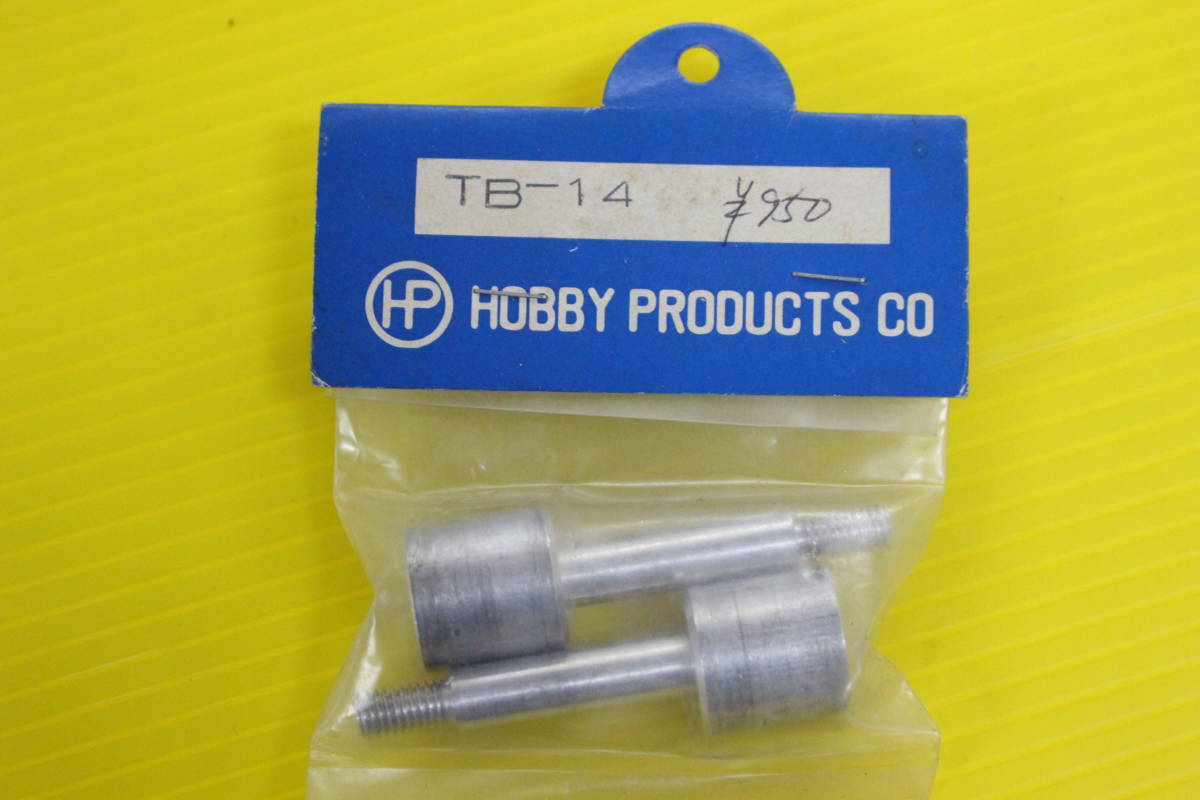 TB-14 ¥950
HP HOBBY PRODUCTS CO